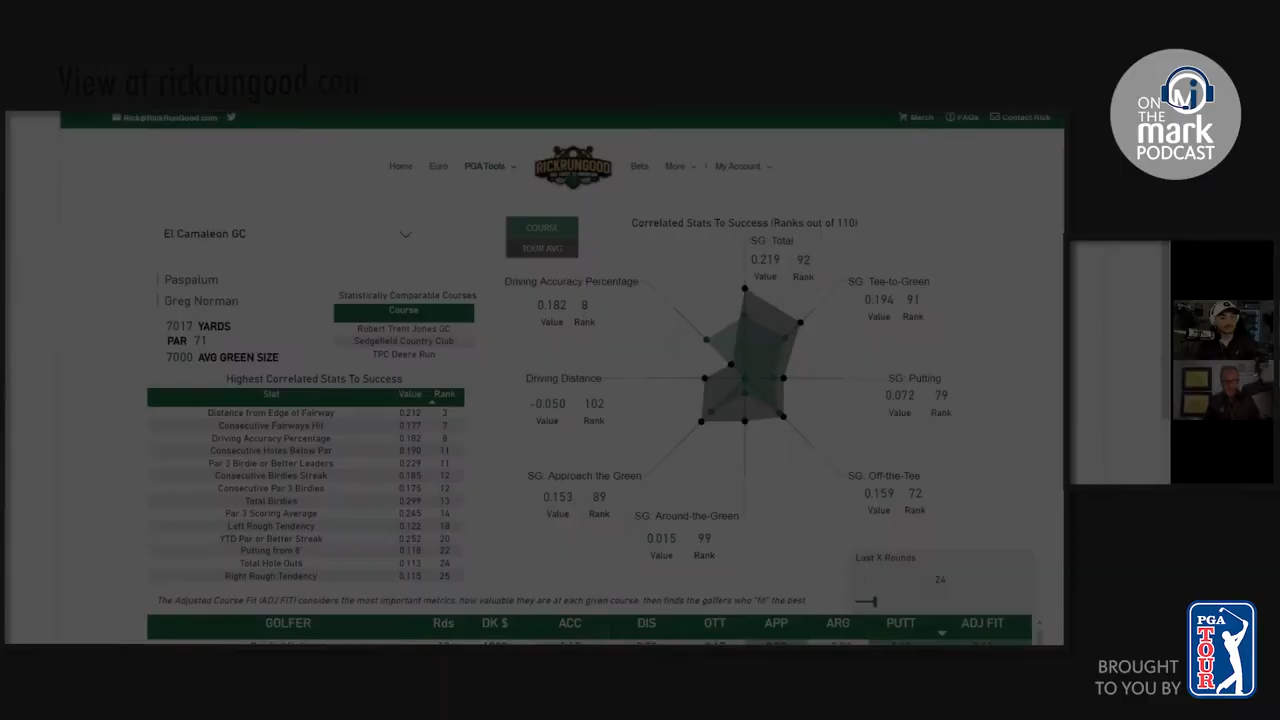 View at rickrungood.com
Rick@RickRunGood.com
Merch
FAQs
Contact Rick
Home
Euro
PGA Tools
RICKRUNGOOD
Bets
More
My Account
ON
THE
mark
PODCAST
El Camaleon GC
Paspalum
Greg Norman
7017 YARDS
PAR 71
7000 AVG GREEN SIZE
Statistically Comparable Courses
Course
Robert Trent Jones GC
Sedgefield Country Club
TPC Deere Run
Highest Correlated Stats To Success
Stat Value Rank
Distance from Edge of Fairway 0.212 3
Consecutive Fairways Hit 0.177 7
Driving Accuracy Percentage 0.182 8
Consecutive Holes Below Par 0.190 11
Par 3 Birdie or Better Leaders 0.229 11
Consecutive Birdies Streak 0.185 12
Consecutive Par 3 Birdies 0.175 12
Total Birdies 0.299 13
Par 3 Scoring Average 0.245 14
Left Rough Tendency 0.122 18
YTD Par or Better Streak 0.252 20
Putting from 8' 0.118 22
Total Hole Outs 0.113 24
Right Rough Tendency 0.115 25
COURSE
TOUR AVG
Correlated Stats To Success (Ranks out of 110)
SG: Total
0.219 92
Value Rank
Driving Accuracy Percentage
0.182 8
Value Rank
SG: Tee-to-Green
0.194 91
Value Rank
Driving Distance
-0.050 102
Value Rank
SG: Putting
0.072 79
Value Rank
SG: Approach the Green
0.153 89
Value Rank
Off-the-Tee
0.159 72
Value Rank
SG: Around-the-Green
0.015 99
Value Rank
Last X Rounds
24
The Adjusted Course Fit (ADJ FIT) considers the most important metrics, how valuable they are at each given course, then finds the golfers who "fit" the best
GOLFER Rds DK $ ACC DIS OTT APP ARG PUTT ADJ FIT
BROUGHT
TO YOU BY
PGA
TOUR